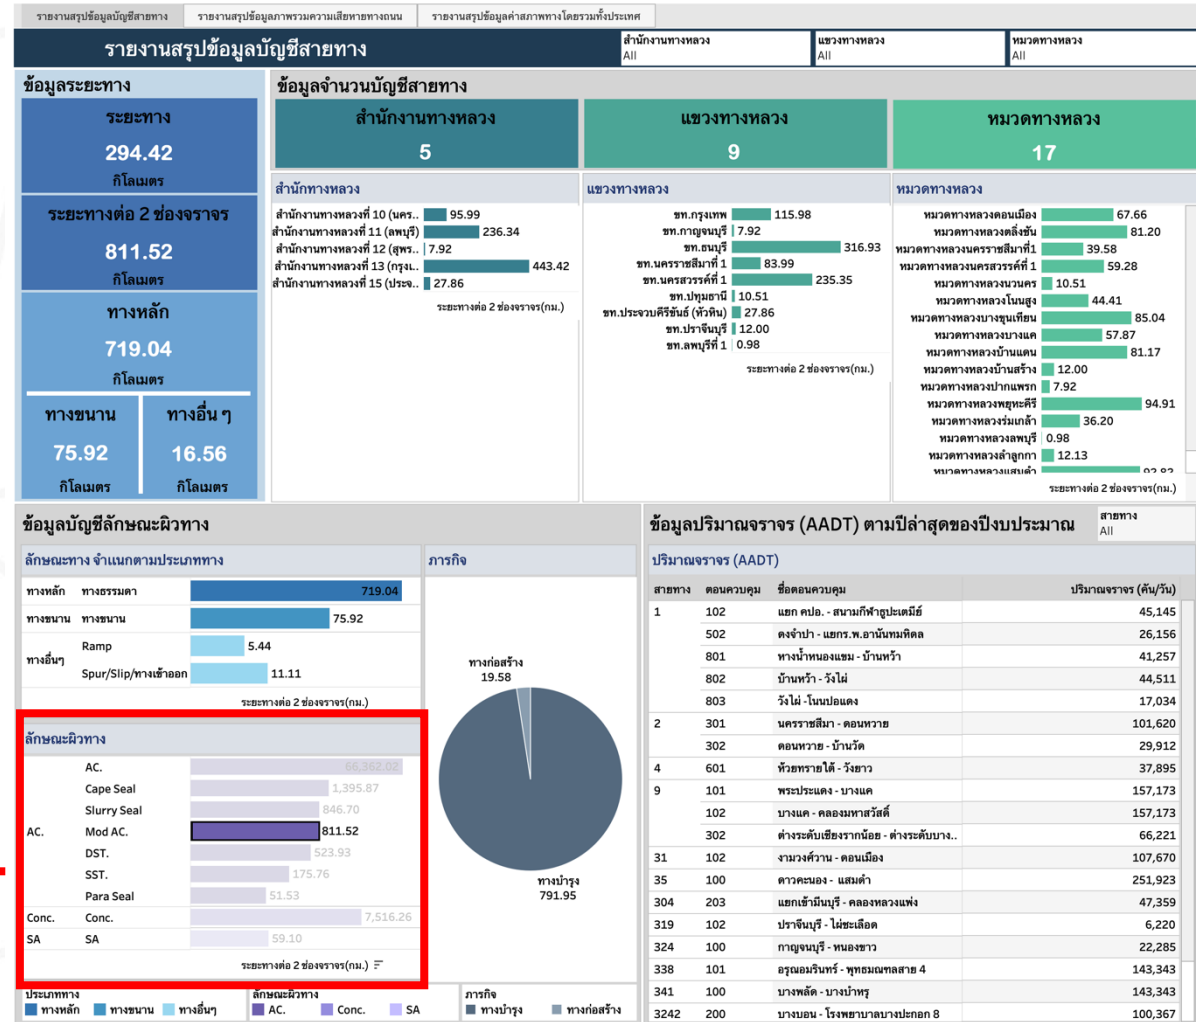 รายงานสรุปข้อมูลบัญชีสายทาง รายงานสรุปข้อมูลภาพรวมความเสียหายทางถนน รายงานสรุปข้อมูลค่าสภาพทางโดยรวมทั้งประเทศ
รายงานสรุปข้อมูลบัญชีสายทาง
สำนักงานทางหลวง
All
แขวงทางหลวง
All
หมวดทางหลวง
All
ข้อมูลระยะทาง
ระยะทาง
294.42
กิโลเมตร
ระยะทางต่อ 2 ช่องจราจร
811.52
กิโลเมตร
ทางหลัก
719.04
กิโลเมตร
ทางขนาน
75.92
กิโลเมตร
ทางอื่น ๆ
16.56
กิโลเมตร
ข้อมูลจำนวนบัญชีสายทาง
สำนักงานทางหลวง
5
แขวงทางหลวง
9
หมวดทางหลวง
17
สำนักทางหลวง
สำนักงานทางหลวงที่ 10 (นคร.. 95.99
สำนักงานทางหลวงที่ 11 (ลพบุรี) 236.34
สำนักงานทางหลวงที่ 12 (สุพร.. 7.92
สำนักงานทางหลวงที่ 13 (กรุงเ.. 443.42
สำนักงานทางหลวงที่ 15 (ประจ.. 27.86
ระยะทางต่อ 2 ช่องจราจร(กม.)
แขวงทางหลวง
ขท.กรุงเทพ 115.98
ขท.กาญจนบุรี 7.92
ขท.ธนบุรี 316.93
ขท.นครราชสีมาที่ 1 83.99
ขท.นครสวรรค์ที่ 1 235.35
ขท.ปทุมธานี 10.51
ขท.ประจวบคีรีขันธ์ (หัวหิน) 27.86
ขท.ปราจีนบุรี 12.00
ขท.ลพบุรีที่ 1 0.98
ระยะทางต่อ 2 ช่องจราจร(กม.)
หมวดทางหลวง
หมวดทางหลวงดอนเมือง 67.66
หมวดทางหลวงตลิ่งชัน 81.20
หมวดทางหลวงนครราชสีมาที่1 39.58
หมวดทางหลวงนครสวรรค์ที่ 1 59.28
หมวดทางหลวงนวนคร 10.51
หมวดทางหลวงโนนสูง 44.41
หมวดทางหลวงบางขุนเทียน 85.04
หมวดทางหลวงบางแค 57.87
หมวดทางหลวงบ้านแดน 81.17
หมวดทางหลวงบ้านสร้าง 12.00
หมวดทางหลวงปากแพรก 7.92
หมวดทางหลวงพยุหะคีรี 94.91
หมวดทางหลวงร่มเกล้า 36.20
หมวดทางหลวงลพบุรี 0.98
หมวดทางหลวงลำลูกกา 12.13
หมวดทางหลวงแสมดำ 92.82
ระยะทางต่อ 2 ช่องจราจร(กม.)
ข้อมูลบัญชีลักษณะผิวทาง
ลักษณะทาง จำแนกตามประเภททาง
ทางหลัก ทางธรรมดา 719.04
ทางขนาน ทางขนาน 75.92
ทางอื่นๆ
Ramp 5.44
Spur/Slip/ทางเข้าออก 11.11
ระยะทางต่อ 2 ช่องจราจร(กม.)
ลักษณะผิวทาง
AC. 66,362.02
Cape Seal 1,395.87
Slurry Seal 846.70
AC. Mod AC. 811.52
DST. 523.93
SST. 175.76
Para Seal 51.53
Conc. Conc. 7,516.26
SA SA 59.10
ระยะทางต่อ 2 ช่องจราจร(กม.)
ภารกิจ
ทางก่อสร้าง
19.58
ทางบำรุง
791.95
ประเภททาง
ทางหลัก ทางขนาน ทางอื่นๆ
ลักษณะผิวทาง
AC. Conc. SA
ภารกิจ
ทางบำรุง ทางก่อสร้าง
ข้อมูลปริมาณจราจร (AADT) ตามปีล่าสุดของปีงบประมาณ
สายทาง
All
ปริมาณจราจร (AADT)
สายทาง ตอนควบคุม ชื่อตอนควบคุม ปริมาณจราจร (คัน/วัน)
1 102 แยก คปอ. - สนามกีฬาธูปะเตมีย์ 45,145
502 ดงจำปา - แยกร.พ.อานันทมหิดล 26,156
801 หางน้ำหนองแขม - บ้านหว้า 41,257
802 บ้านหว้า - วังไผ่ 44,511
803 วังไผ่ -โนนปอแดง 17,034
2 301 นครราชสีมา - ดอนหวาย 101,620
302 ดอนหวาย - บ้านวัด 29,912
4 601 ห้วยทรายใต้ - วังยาว 37,895
9 101 พระประแดง - บางแค 157,173
102 บางแค - คลองมหาสวัสดิ์ 157,173
302 ต่างระดับเชียงรากน้อย - ต่างระดับบาง.. 66,221
31 102 งามวงศ์วาน - ดอนเมือง 107,670
35 100 ดาวคะนอง - แสมดำ 251,923
304 203 แยกเข้ามีนบุรี - คลองหลวงแพ่ง 47,359
319 102 ปราจีนบุรี - ไผ่ชะเลือด 6,220
324 100 กาญจนบุรี - หนองขาว 22,285
338 101 อรุณอมรินทร์ - พุทธมณฑลสาย 4 143,343
341 100 บางพลัด - บางบำหรุ 143,343
3242 200 บางบอน - โรงพยาบาลบางปะกอก 8 100,367